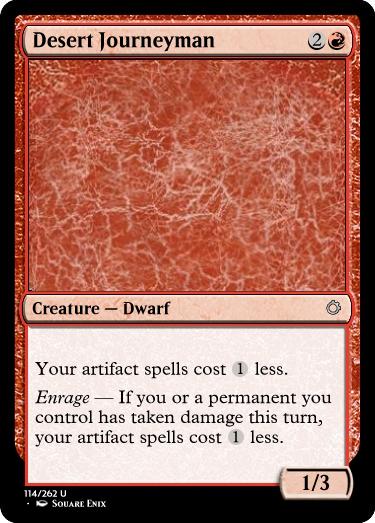 Desert Journeyman 2
Creature — Dwarf
Your artifact spells cost 1 less.
Enrage — If you or a permanent you
control has taken damage this turn,
your artifact spells cost 1 less.
1/3
114/262 U
· Square Enix